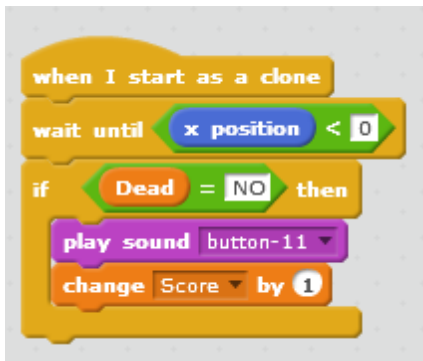 when I start as a clone
wait until x position < 0
if Dead = NO then
play sound button-11
change Score by 1